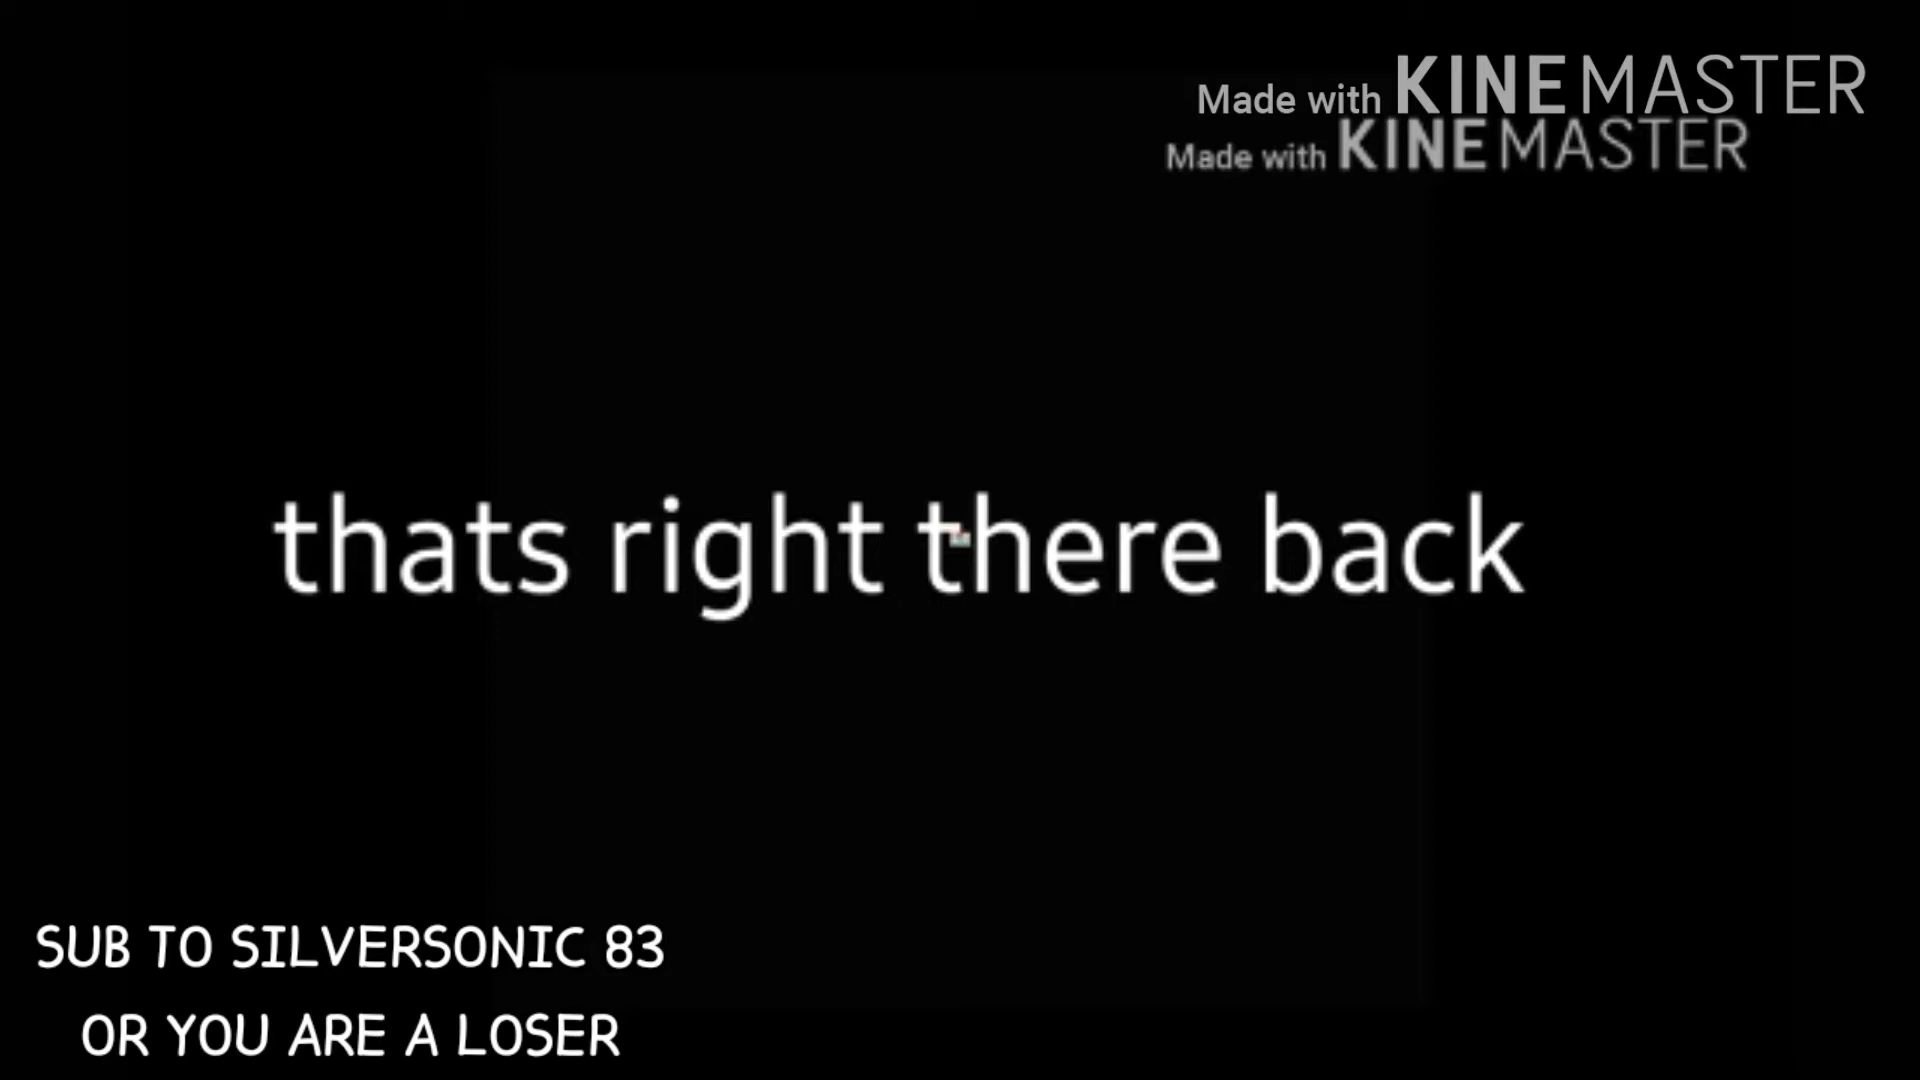 Made with KINEMASTER
Made with KINEMASTER
thats right there back
SUB TO SILVERSONIC 83
OR YOU ARE A LOSER